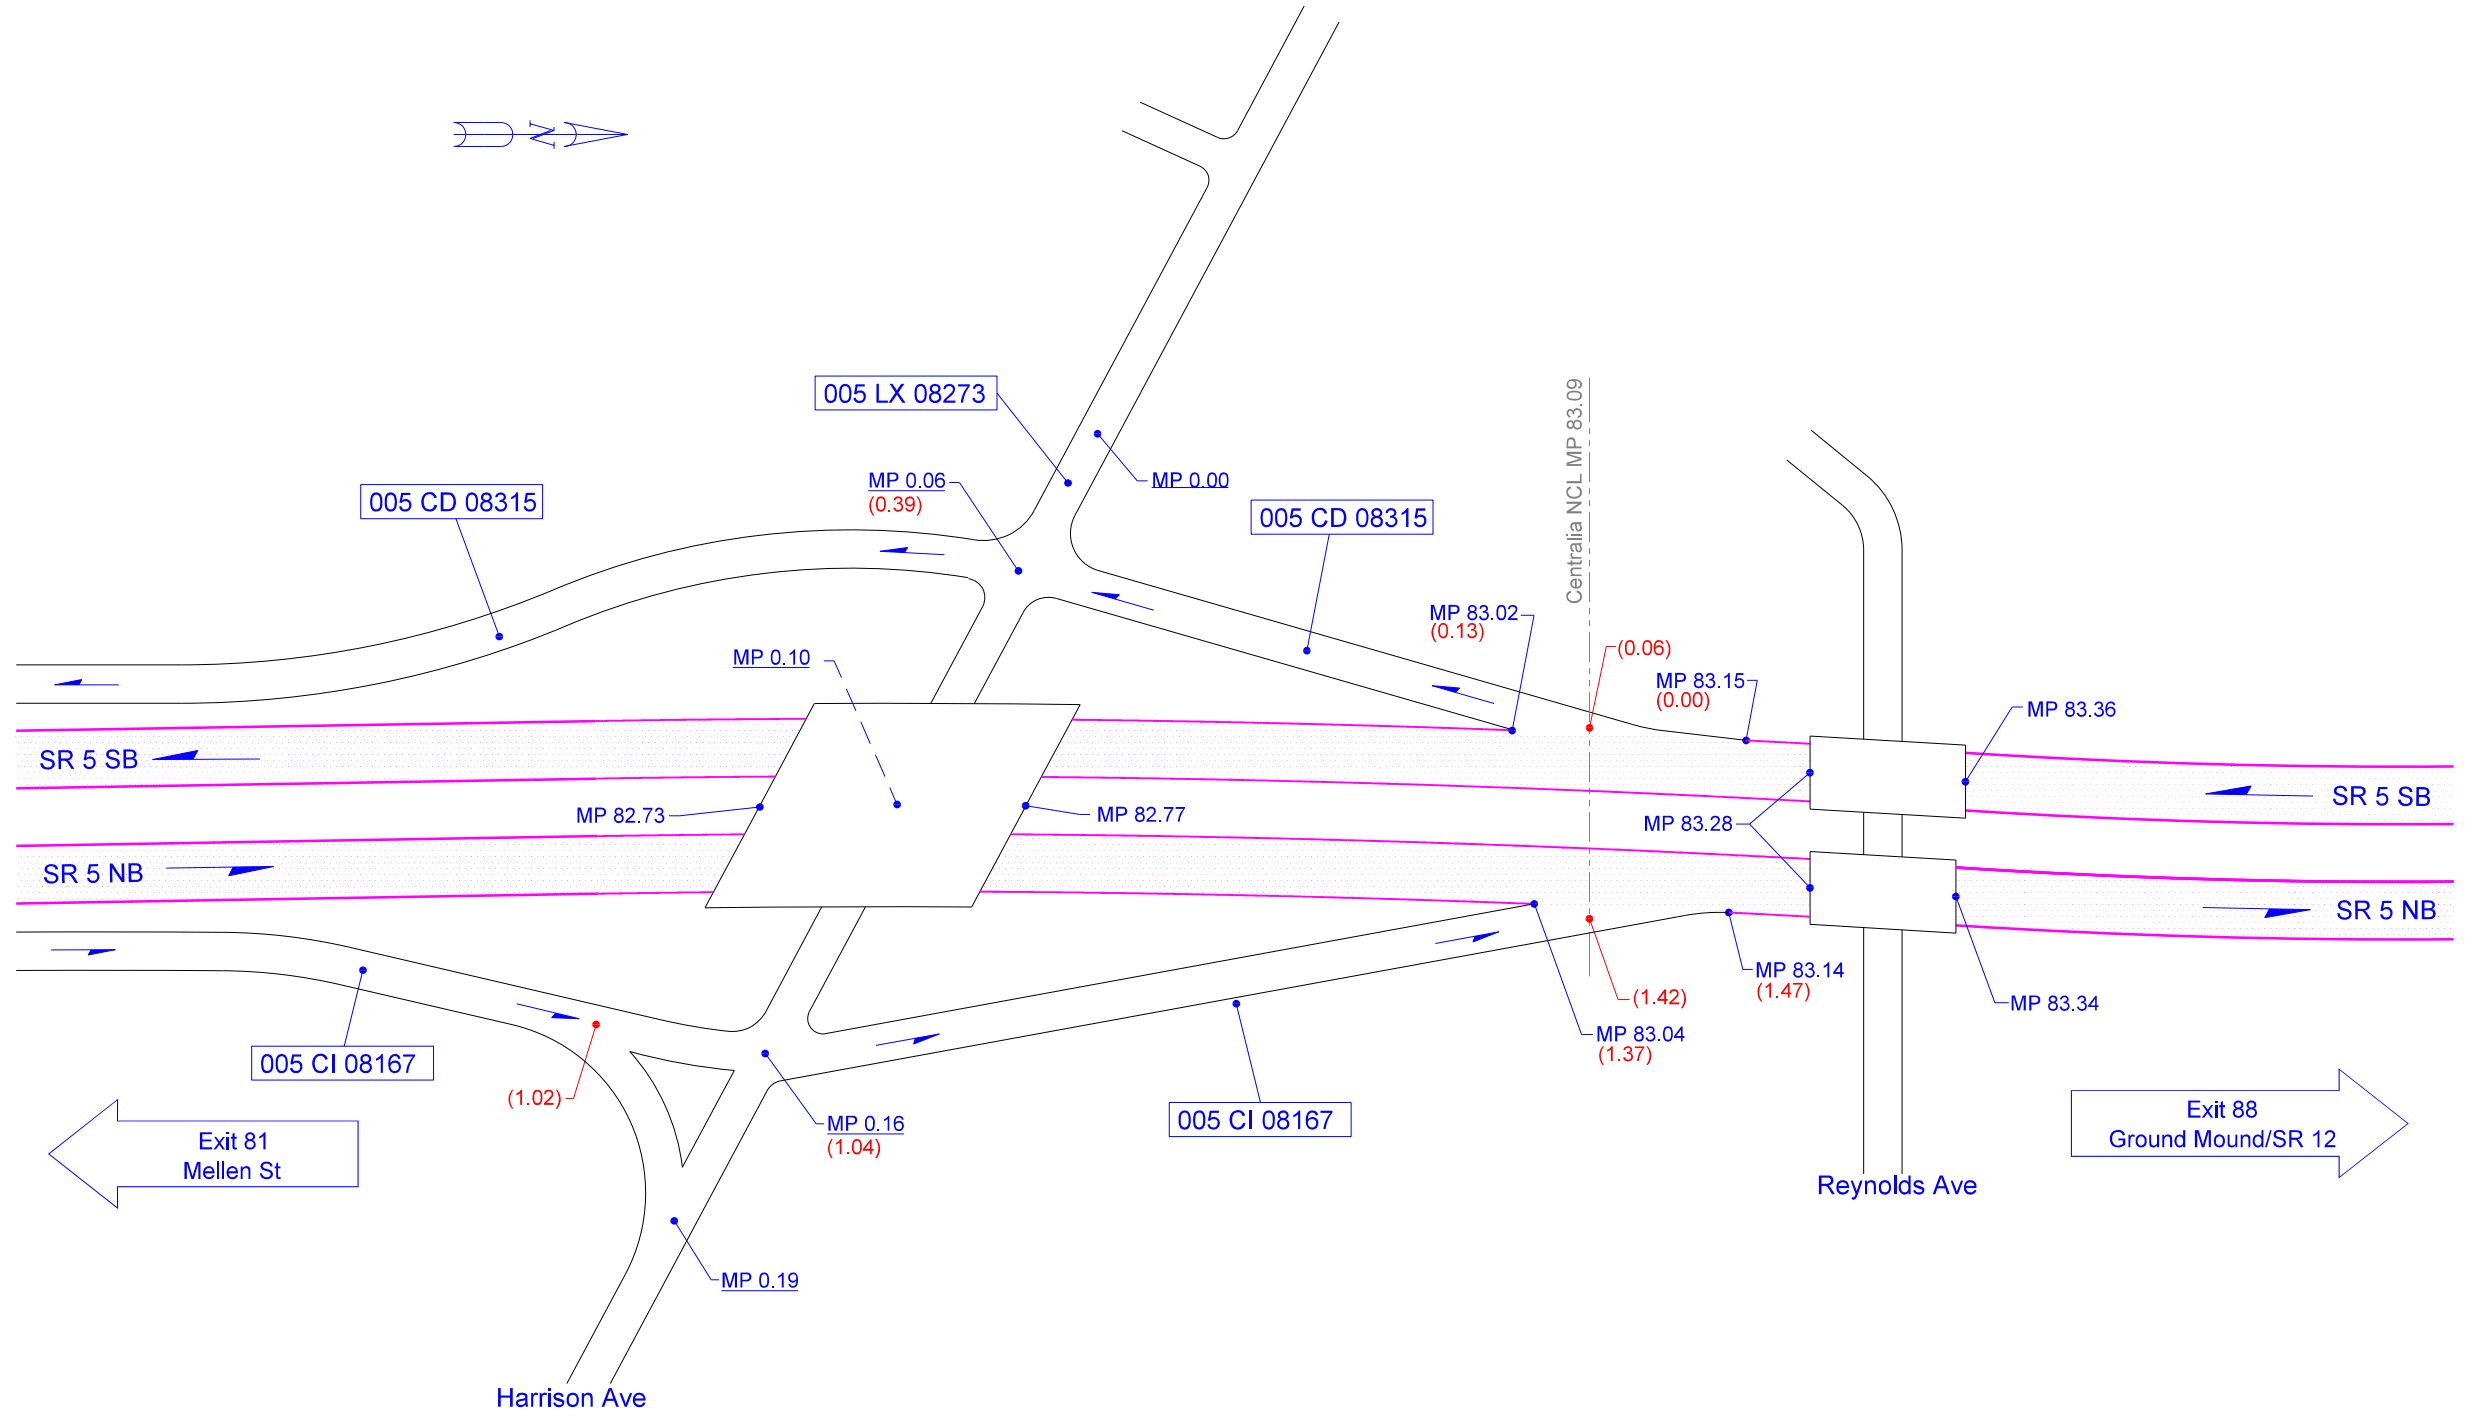 N
005 LX 08273
MP 0.06
(0.39)
MP 0.00
Centralia NCL MP 83.09
005 CD 08315
005 CD 08315
MP 83.02
(0.13)
(0.06)
MP 83.15
(0.00)
MP 0.10
MP 83.36
SR 5 SB
MP 82.73
MP 82.77
MP 83.28
SR 5 SB
SR 5 NB
SR 5 NB
MP 83.14
(1.47)
(1.42)
MP 83.34
MP 83.04
(1.37)
005 CI 08167
(1.02)
MP 0.16
(1.04)
005 CI 08167
Exit 81
Mellen St
Exit 88
Ground Mound/SR 12
Reynolds Ave
MP 0.19
Harrison Ave